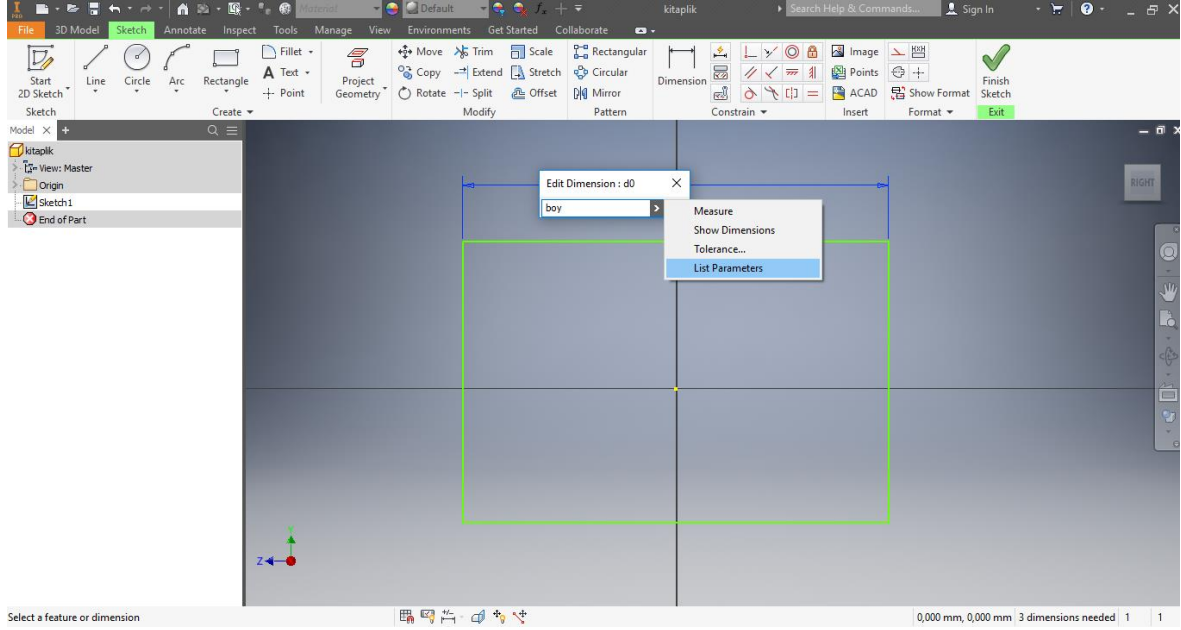 PRO Material Default kitaplik Search Help & Commands... Sign In
File 3D Model Sketch Annotate Inspect Tools Manage View Environments Get Started Collaborate
Start 2D Sketch
Line
Circle
Arc
Rectangle
Fillet
Text
Point
Project Geometry
Move Trim Scale
Copy Extend Stretch
Rotate Split Offset
Rectangular
Circular
Mirror
Dimension
Image
Points
ACAD
Show Format
Finish Sketch
Sketch Create Modify Pattern Constrain Insert Format Exit
Model
kitaplik
View: Master
Origin
Sketch1
End of Part
Edit Dimension : d0
boy
Measure
Show Dimensions
Tolerance...
List Parameters
RIGHT
Y
Z
Select a feature or dimension
0,000 mm, 0,000 mm 3 dimensions needed 1 1